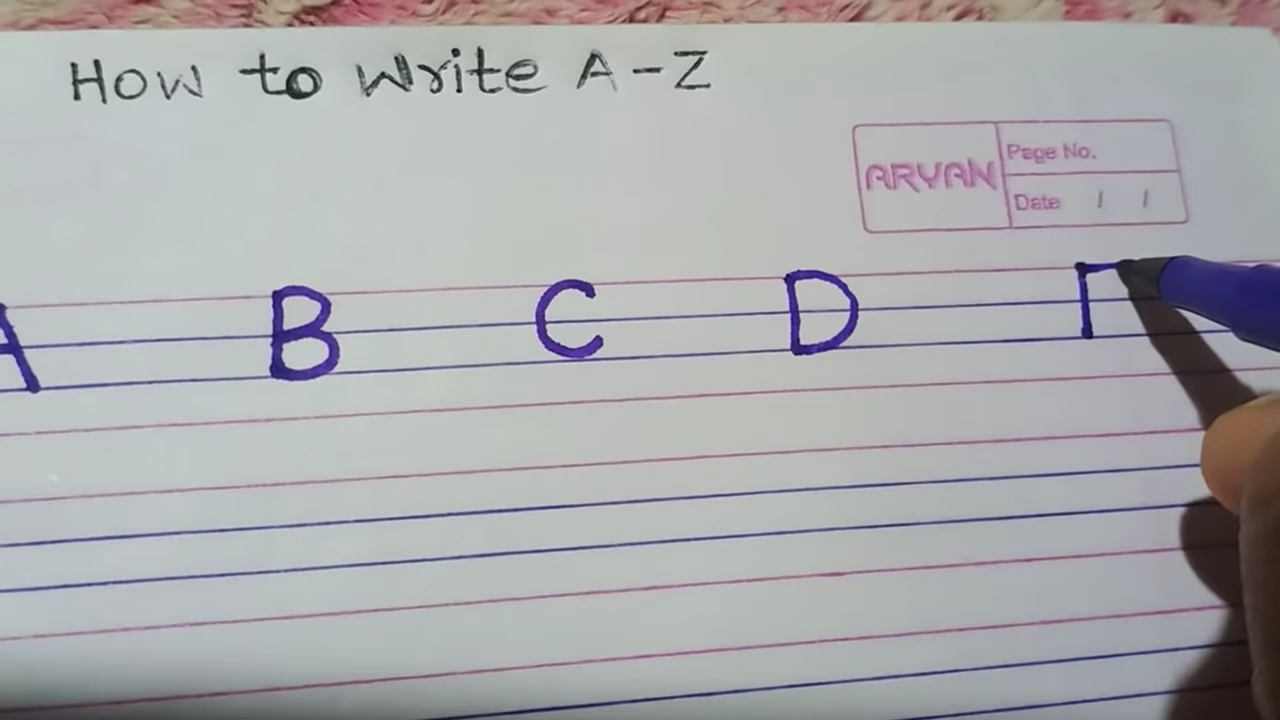 How to Write A-Z
ARYAN
Page No.
Date / /
A B C D